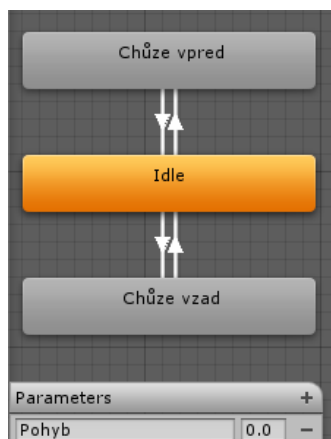 Chůze vpred
Idle
Chůze vzad
Parameters +
Pohyb 0.0 −